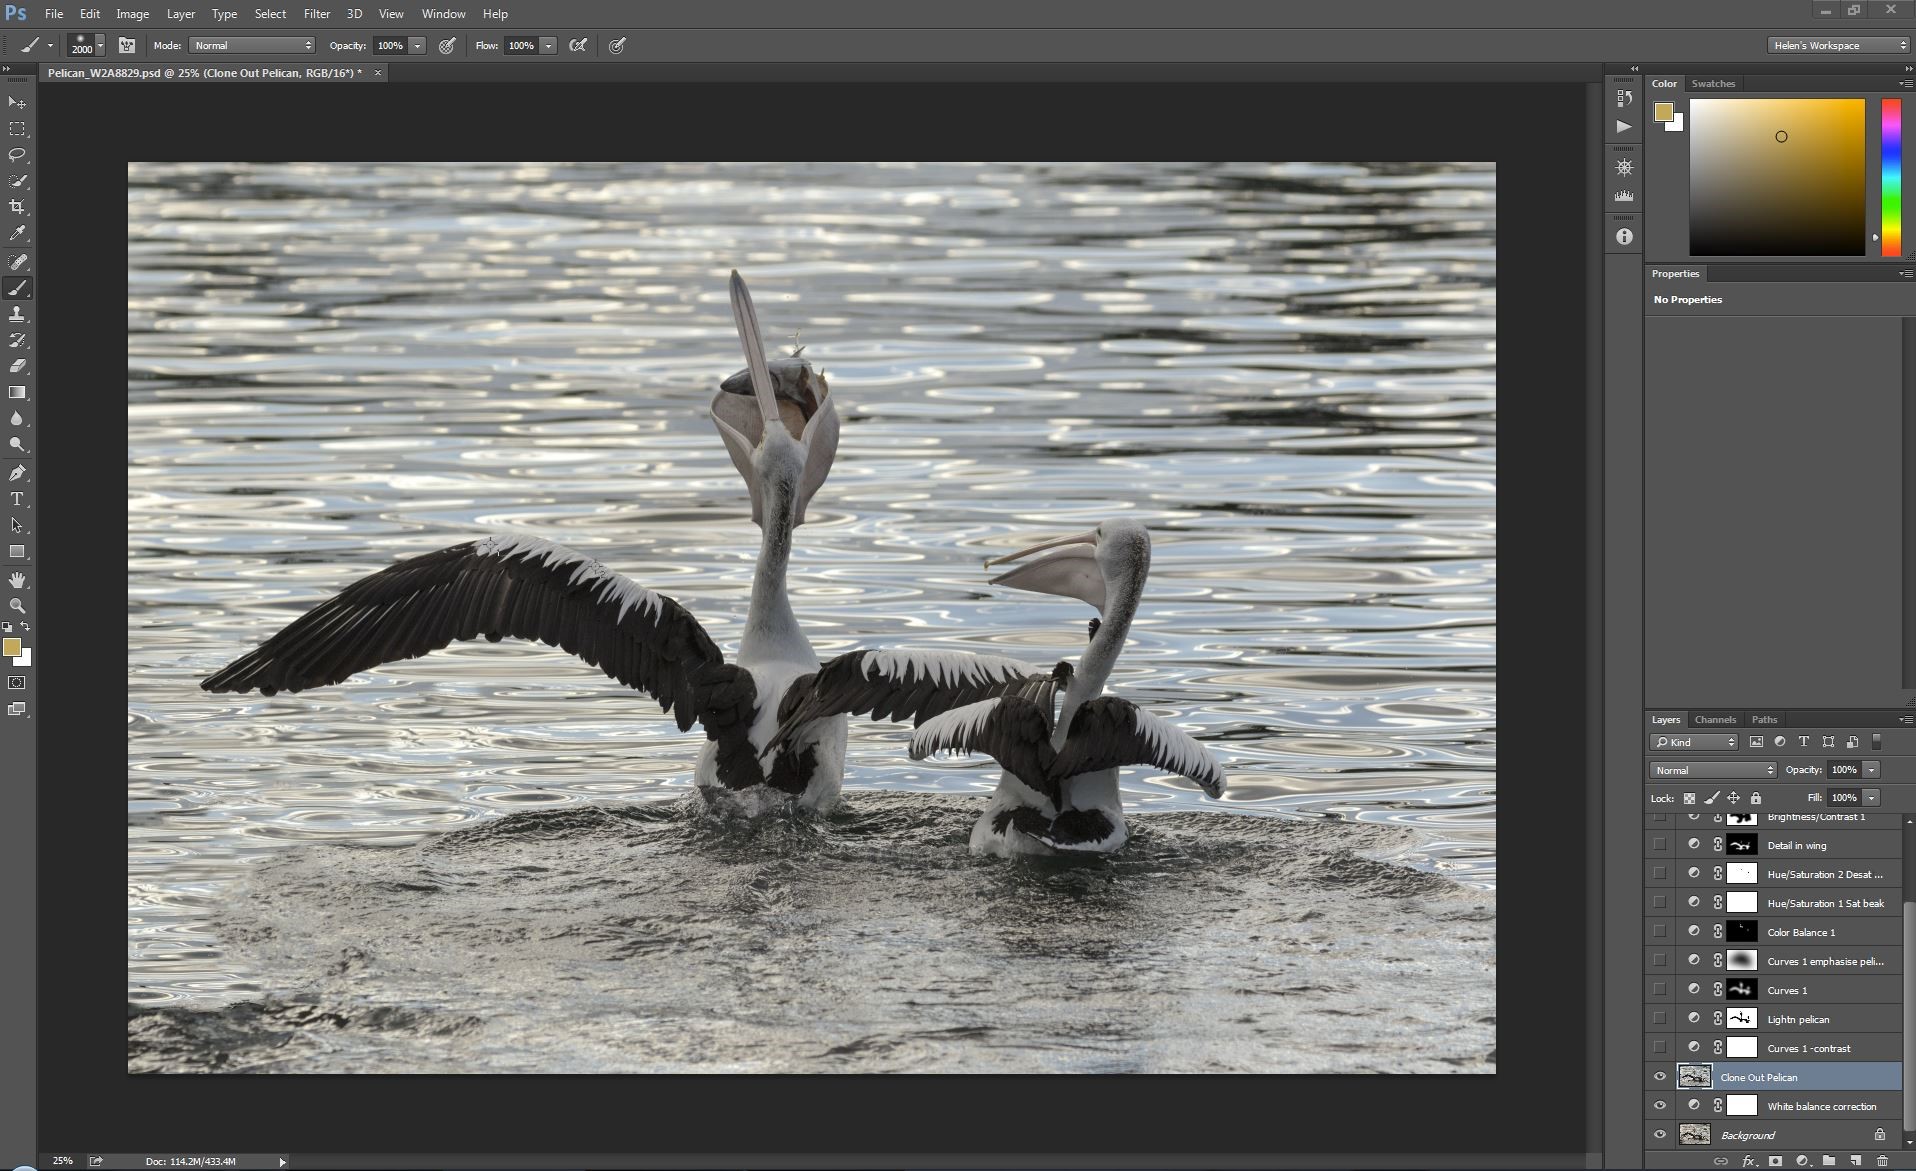 Ps File Edit Image Layer Type Select Filter 3D View Window Help
2000 Mode: Normal Opacity: 100% Flow: 100% Helen's Workspace
Pelican_W2A8829.psd @ 25% (Clone Out Pelican, RGB/16*) * ×
Color Swatches
Properties
No Properties
Layers Channels Paths
Kind
Normal Opacity: 100%
Lock: Fill: 100%
Brightness/Contrast 1
Detail in wing
Hue/Saturation 2 Desat ...
Hue/Saturation 1 Sat beak
Color Balance 1
Curves 1 emphasise peli...
Curves 1
Lightn pelican
Curves 1 -contrast
Clone Out Pelican
White balance correction
Background
25% Doc: 114.2M/433.4M